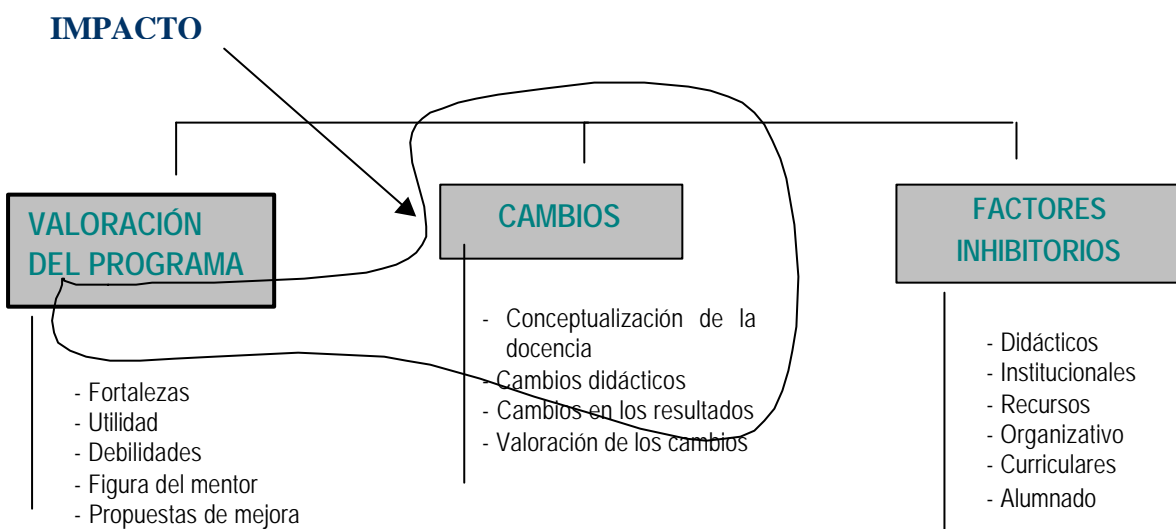 IMPACTO
VALORACIÓN
DEL PROGRAMA
- Fortalezas
- Utilidad
- Debilidades
- Figura del mentor
- Propuestas de mejora
CAMBIOS
- Conceptualización de la
docencia
- Cambios didácticos
- Cambios en los resultados
- Valoración de los cambios
FACTORES
INHIBITORIOS
- Didácticos
- Institucionales
- Recursos
- Organizativo
- Curriculares
- Alumnado